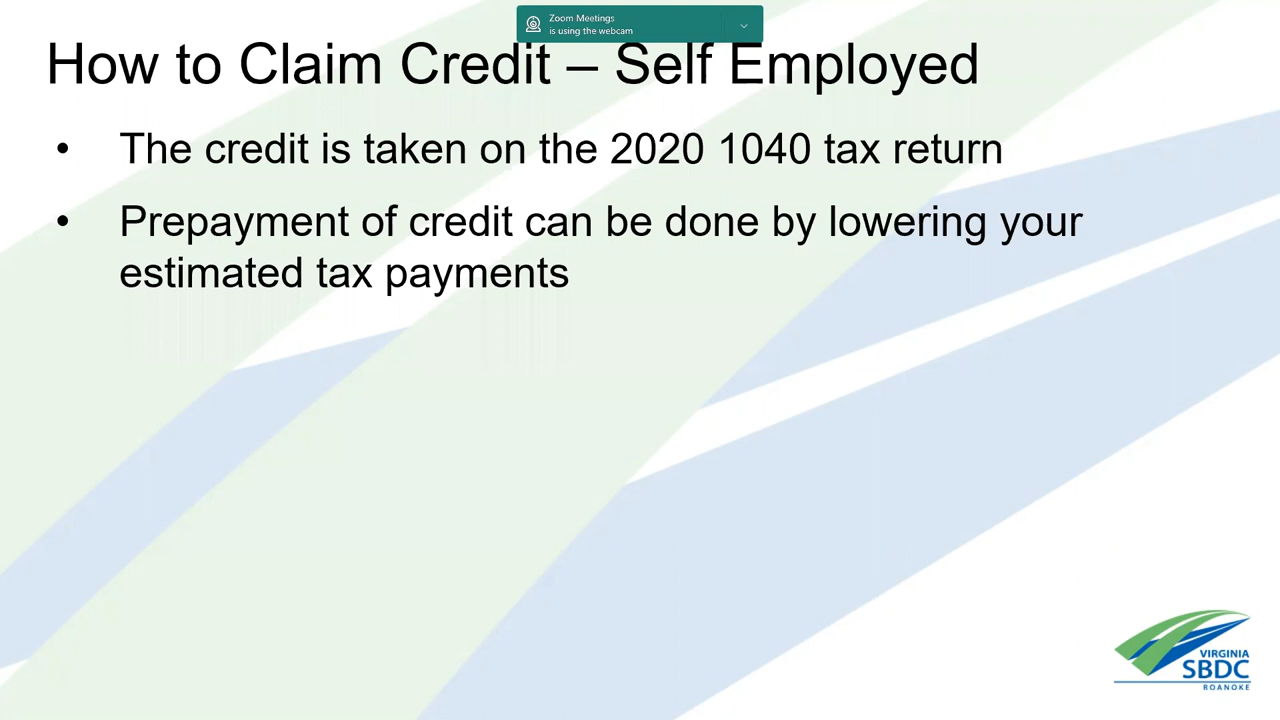 Zoom Meetings
is using the webcam
How to Claim Credit – Self Employed
• The credit is taken on the 2020 1040 tax return
• Prepayment of credit can be done by lowering your
estimated tax payments
VIRGINIA
SBDC
ROANOKE